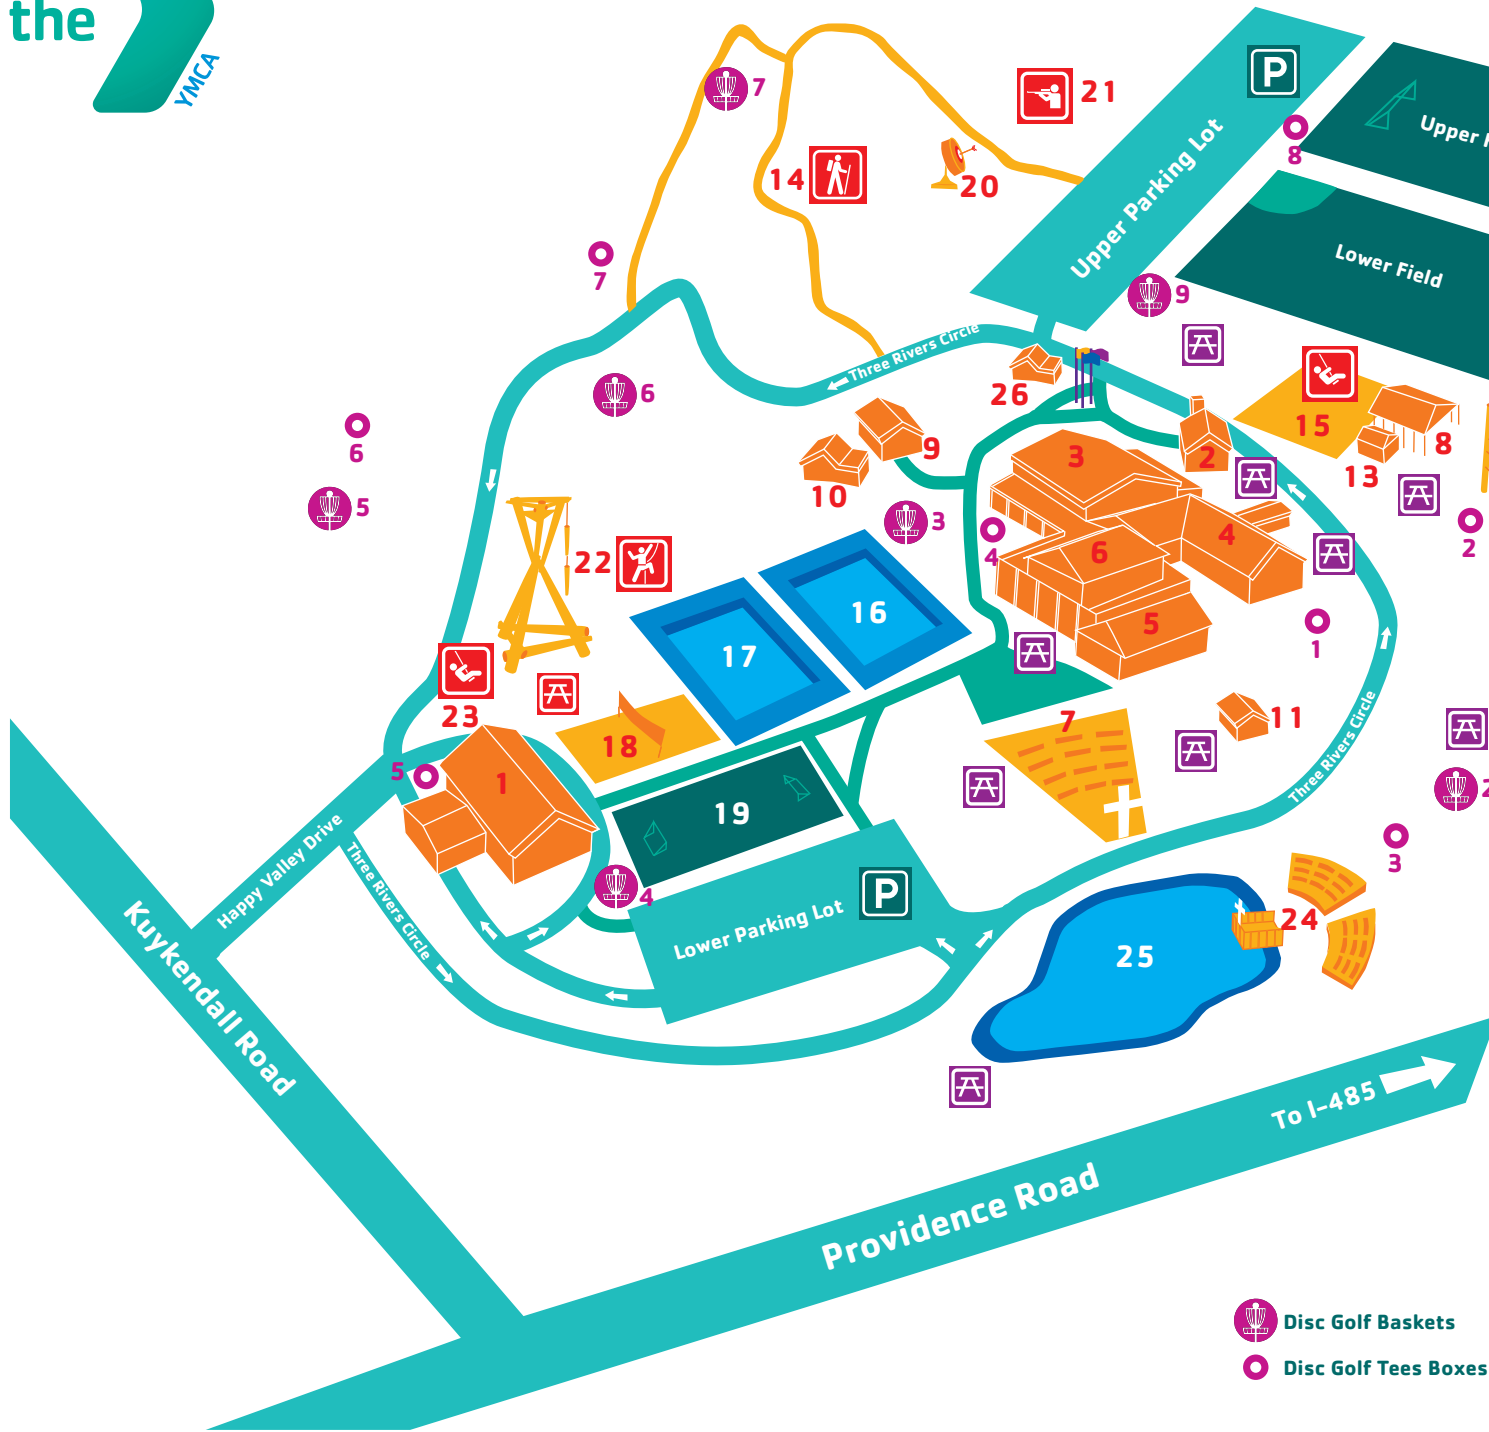 the
YMCA
7
21
P
Upper
8
14
20
Upper Parking Lot
Lower Field
7
9
Three Rivers Circle
6
26
15
8
6
9
3
2
13
10
5
3
4
4
2
22
6
16
5
1
17
23
7
11
18
5
1
19
Three Rivers Circle
2
Happy Valley Drive
Three Rivers Circle
4
P
3
Lower Parking Lot
24
25
Kuykendall Road
To I-485
Providence Road
Disc Golf Baskets
Disc Golf Tees Boxes